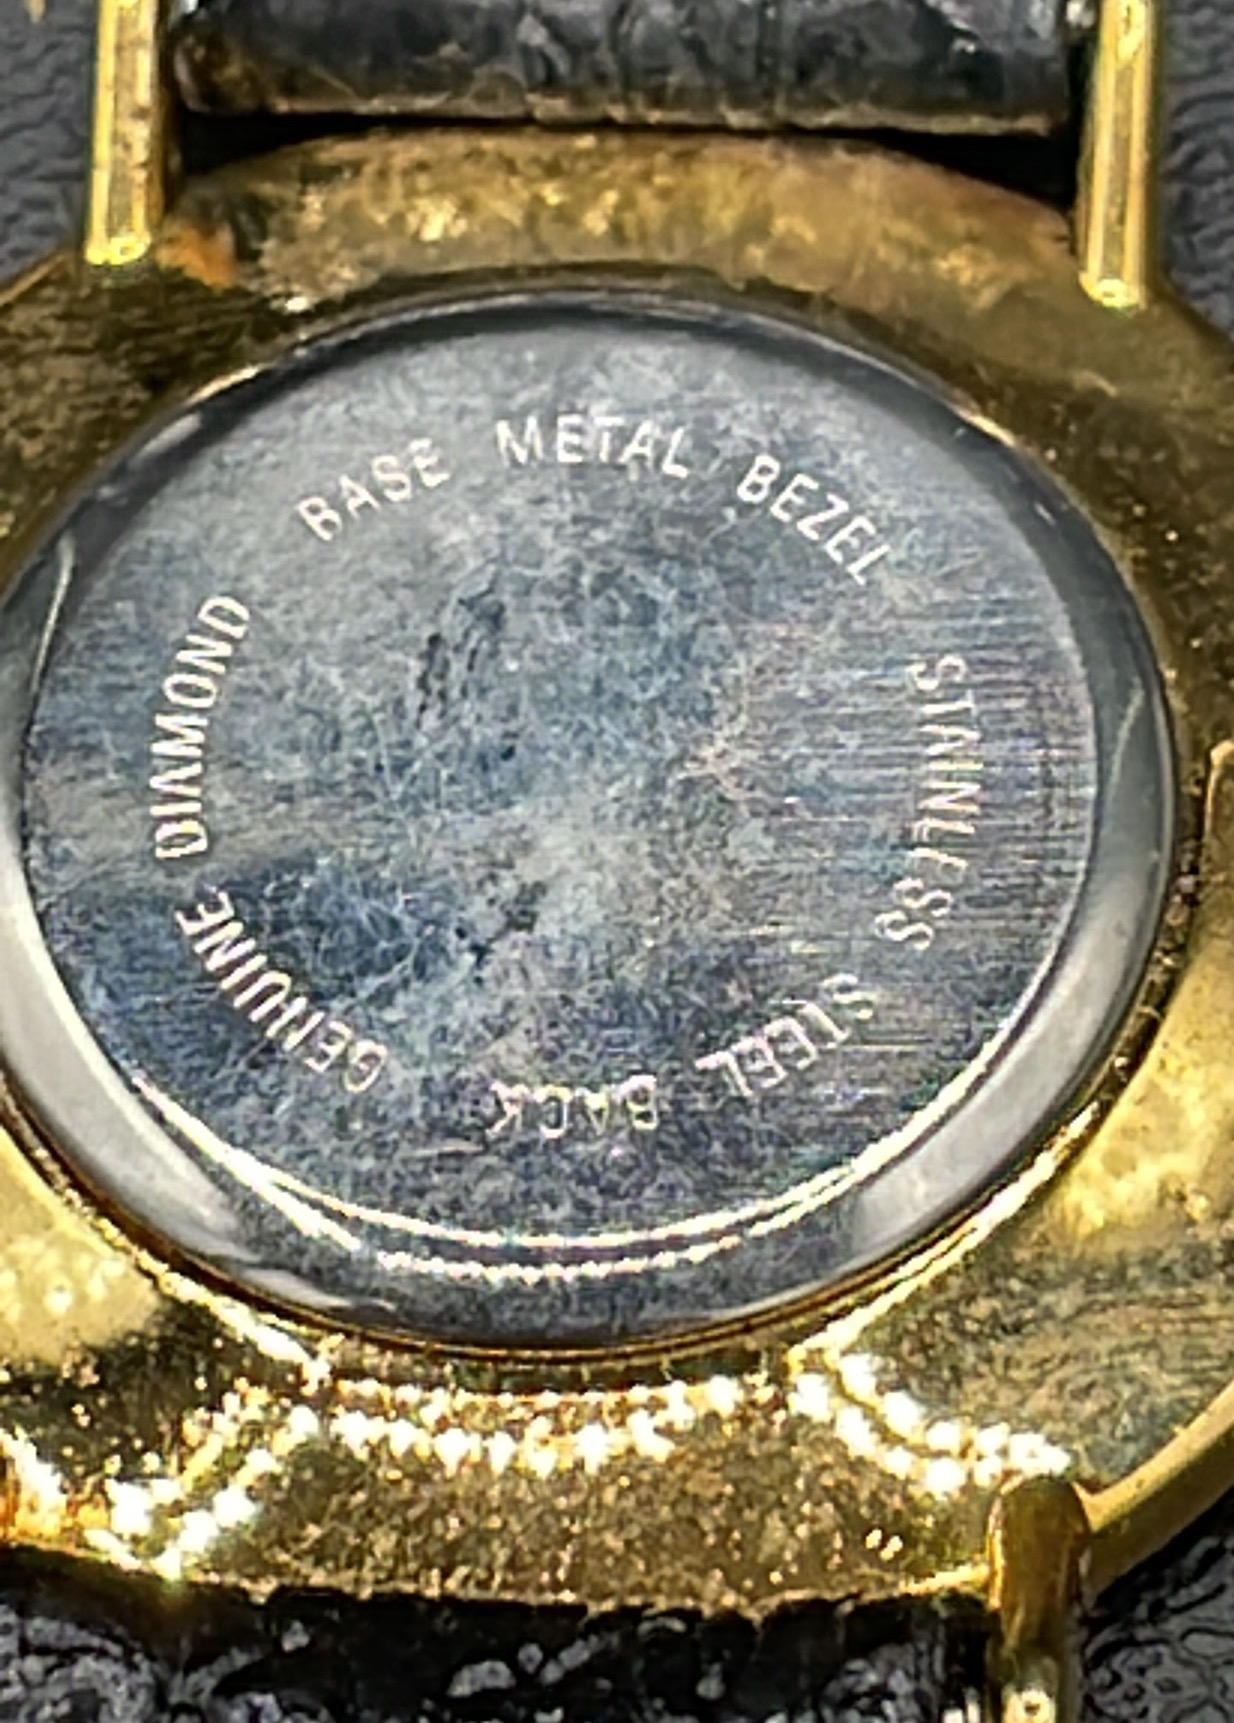 GENUINE DIAMOND
BASE METAL BEZEL
STAINLESS STEEL BACK